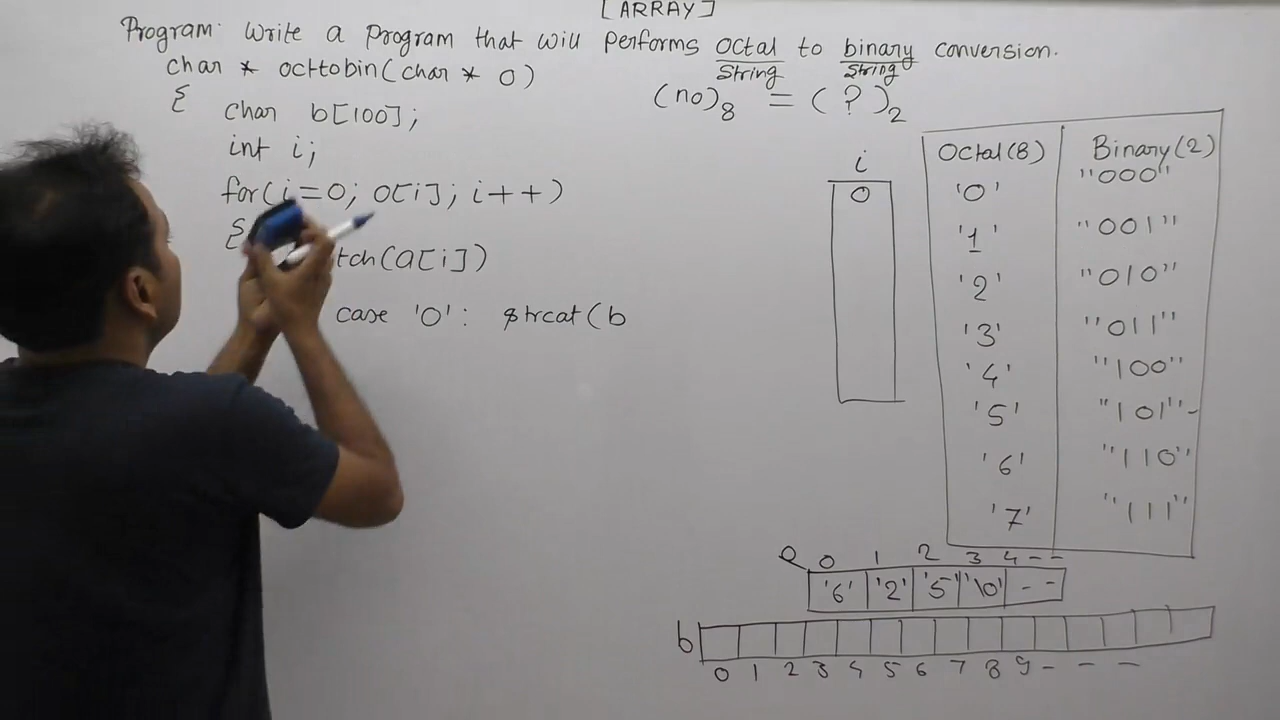 [ARRAY]
Program: Write a Program that will performs Octal to binary conversion.
String String
char * octtobin(char * o)
{
char b[100];
int i;
for(i=0; o[i]; i++)
{
tch(a[i])
case '0': strcat(b
(no)8 = ( ? )2
i
0
Octal(8) Binary(2)
'0' "000"
'1' "001"
'2' "010"
'3' "011"
'4' "100"
'5' "101"-
'6' "110"
'7' "111"
o 0 1 2 3 4 - -
'6' '2' '5' '\0' - -
b
0 1 2 3 4 5 6 7 8 9 - - -